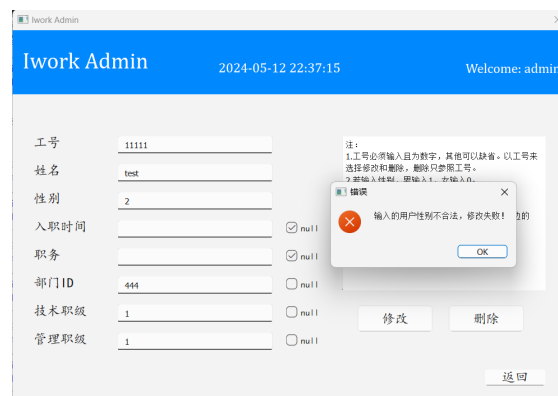 Iwork Admin
Iwork Admin
2024-05-12 22:37:15
Welcome: admin
工号
11111
姓名
test
性别
2
入职时间
null
职务
null
部门ID
444
null
技术职级
1
null
管理职级
1
null
注：
1.工号必须输入且为数字，其他可以缺省。以工号来
选择修改和删除，删除只参照工号。
2.若输入性别，男输入1，女输入0。
边的
错误
输入的用户性别不合法，修改失败！
OK
修改
删除
返回